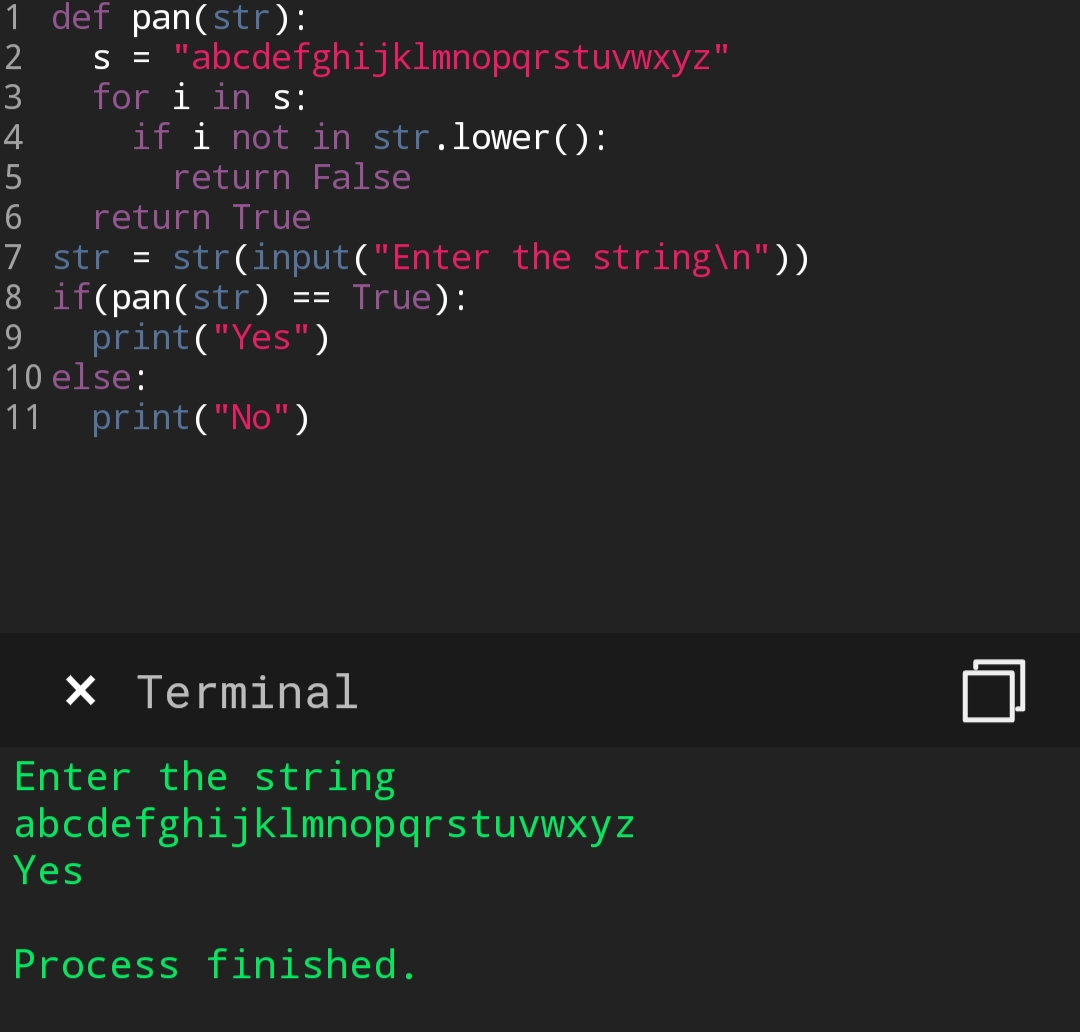 1 def pan(str):
2   s = "abcdefghijklmnopqrstuvwxyz"
3   for i in s:
4     if i not in str.lower():
5       return False
6   return True
7 str = str(input("Enter the string\n"))
8 if(pan(str) == True):
9   print("Yes")
10 else:
11   print("No")
× Terminal
Enter the string
abcdefghijklmnopqrstuvwxyz
Yes
Process finished.